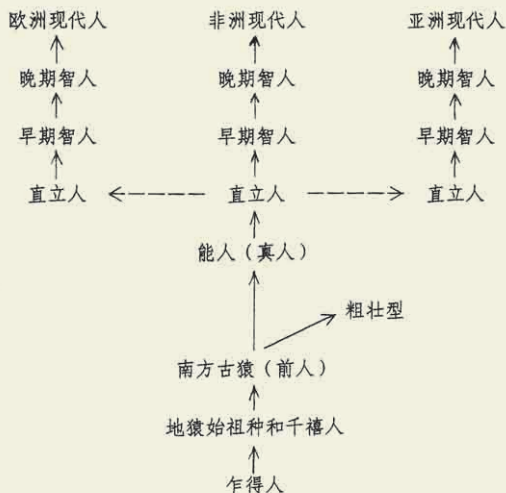 欧洲现代人 非洲现代人 亚洲现代人
晚期智人 晚期智人 晚期智人
早期智人 早期智人 早期智人
直立人 直立人 直立人
能人（真人）
粗壮型
南方古猿（前人）
地猿始祖种和千禧人
乍得人